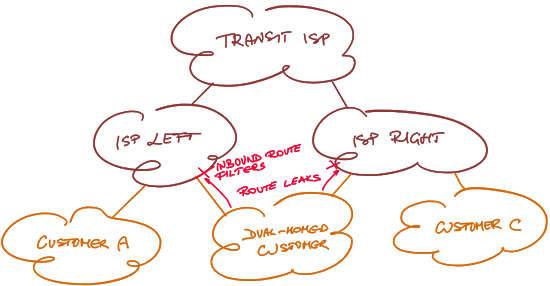 TRANSIT ISP
ISP LEFT
ISP RIGHT
INBOUND ROUTE
FILTERS
ROUTE LEAKS
CUSTOMER A
DUAL-HOMED
CUSTOMER
CUSTOMER C